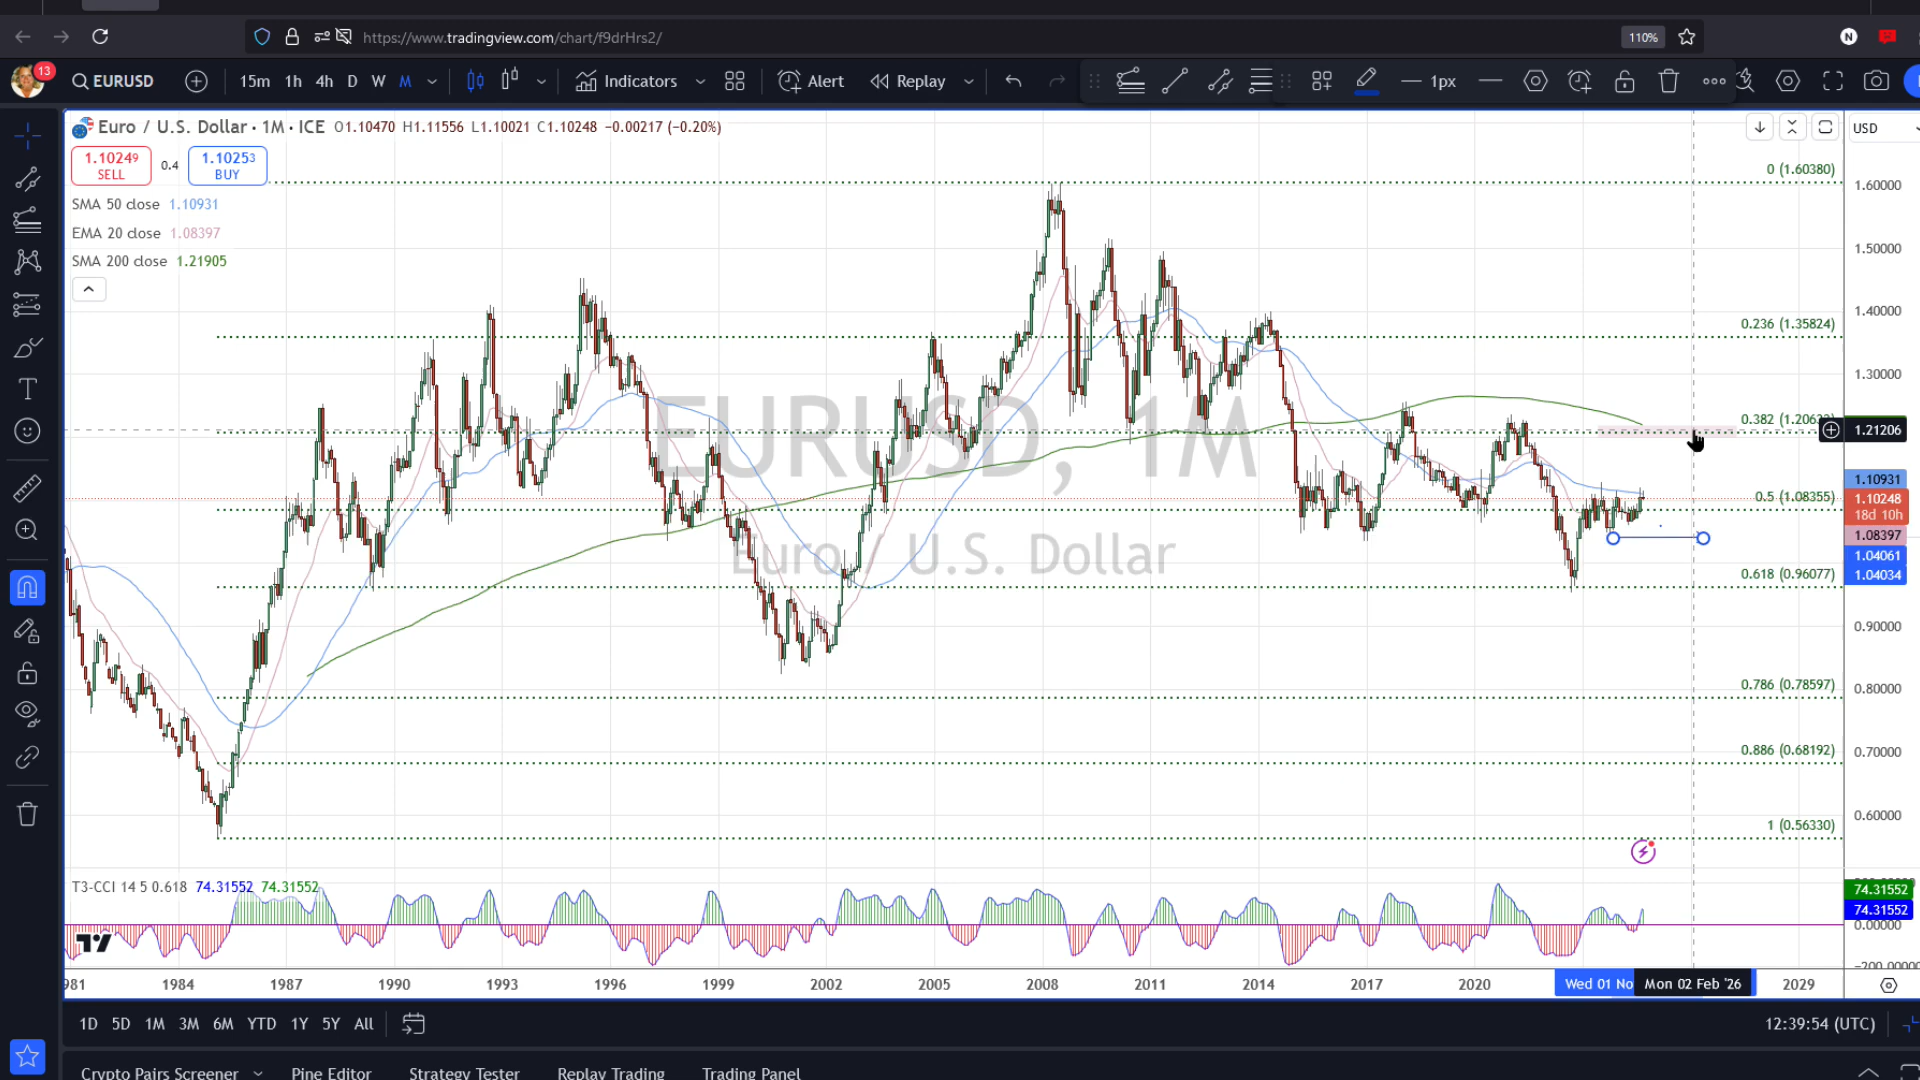 https://www.tradingview.com/chart/f9drHrs2/
110%
N
13
EURUSD
15m 1h 4h D W M
Indicators
Alert
Replay
1px
Euro / U.S. Dollar · 1M · ICE O1.10470 H1.11556 L1.10021 C1.10248 −0.00217 (−0.20%)
USD
1.10249 SELL
0.4
1.10253 BUY
SMA 50 close 1.10931
EMA 20 close 1.08397
SMA 200 close 1.21905
EURUSD, 1M
Euro / U.S. Dollar
0 (1.60380)
0.236 (1.35824)
0.382 (1.2063
0.5 (1.08355)
0.618 (0.96077)
0.786 (0.78597)
0.886 (0.68192)
1 (0.56330)
1.60000
1.50000
1.40000
1.30000
1.21206
1.10931
1.10248
18d 10h
1.08397
1.04061
1.04034
0.90000
0.80000
0.70000
0.60000
T3-CCI 14 5 0.618 74.31552 74.31552
74.31552
74.31552
0.00000
981 1984 1987 1990 1993 1996 1999 2002 2005 2008 2011 2014 2017 2020 Wed 01 No Mon 02 Feb '26 2029
1D 5D 1M 3M 6M YTD 1Y 5Y All
12:39:54 (UTC)
Crypto Pairs Screener Pine Editor Strategy Tester Replay Trading Trading Panel